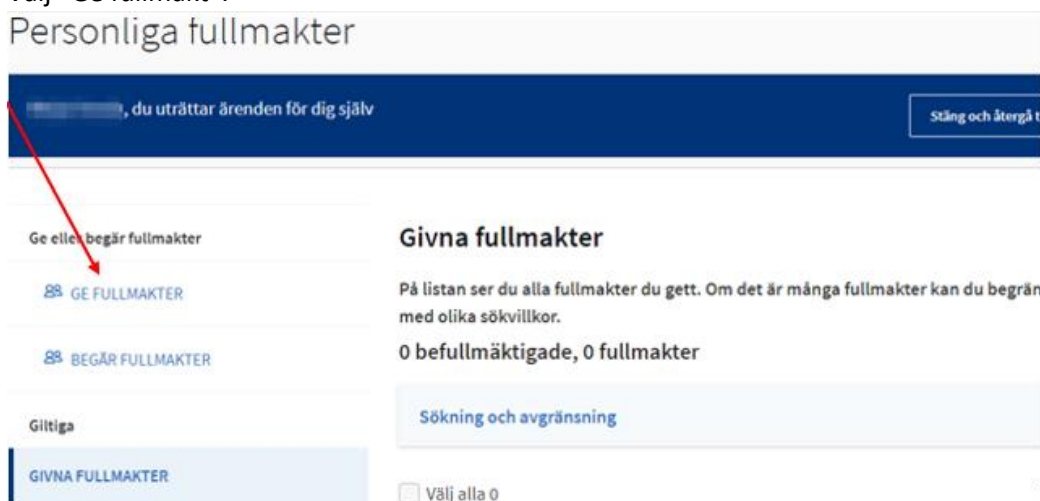 Personliga fullmakter
, du uträttar ärenden för dig själv
Stäng och återgå t
Ge eller begär fullmakter
GE FULLMAKTER
BEGÄR FULLMAKTER
Giltiga
GIVNA FULLMAKTER
Givna fullmakter
På listan ser du alla fullmakter du gett. Om det är många fullmakter kan du begrän
med olika sökvillkor.
0 befullmäktigade, 0 fullmakter
Sökning och avgränsning
Välj alla 0